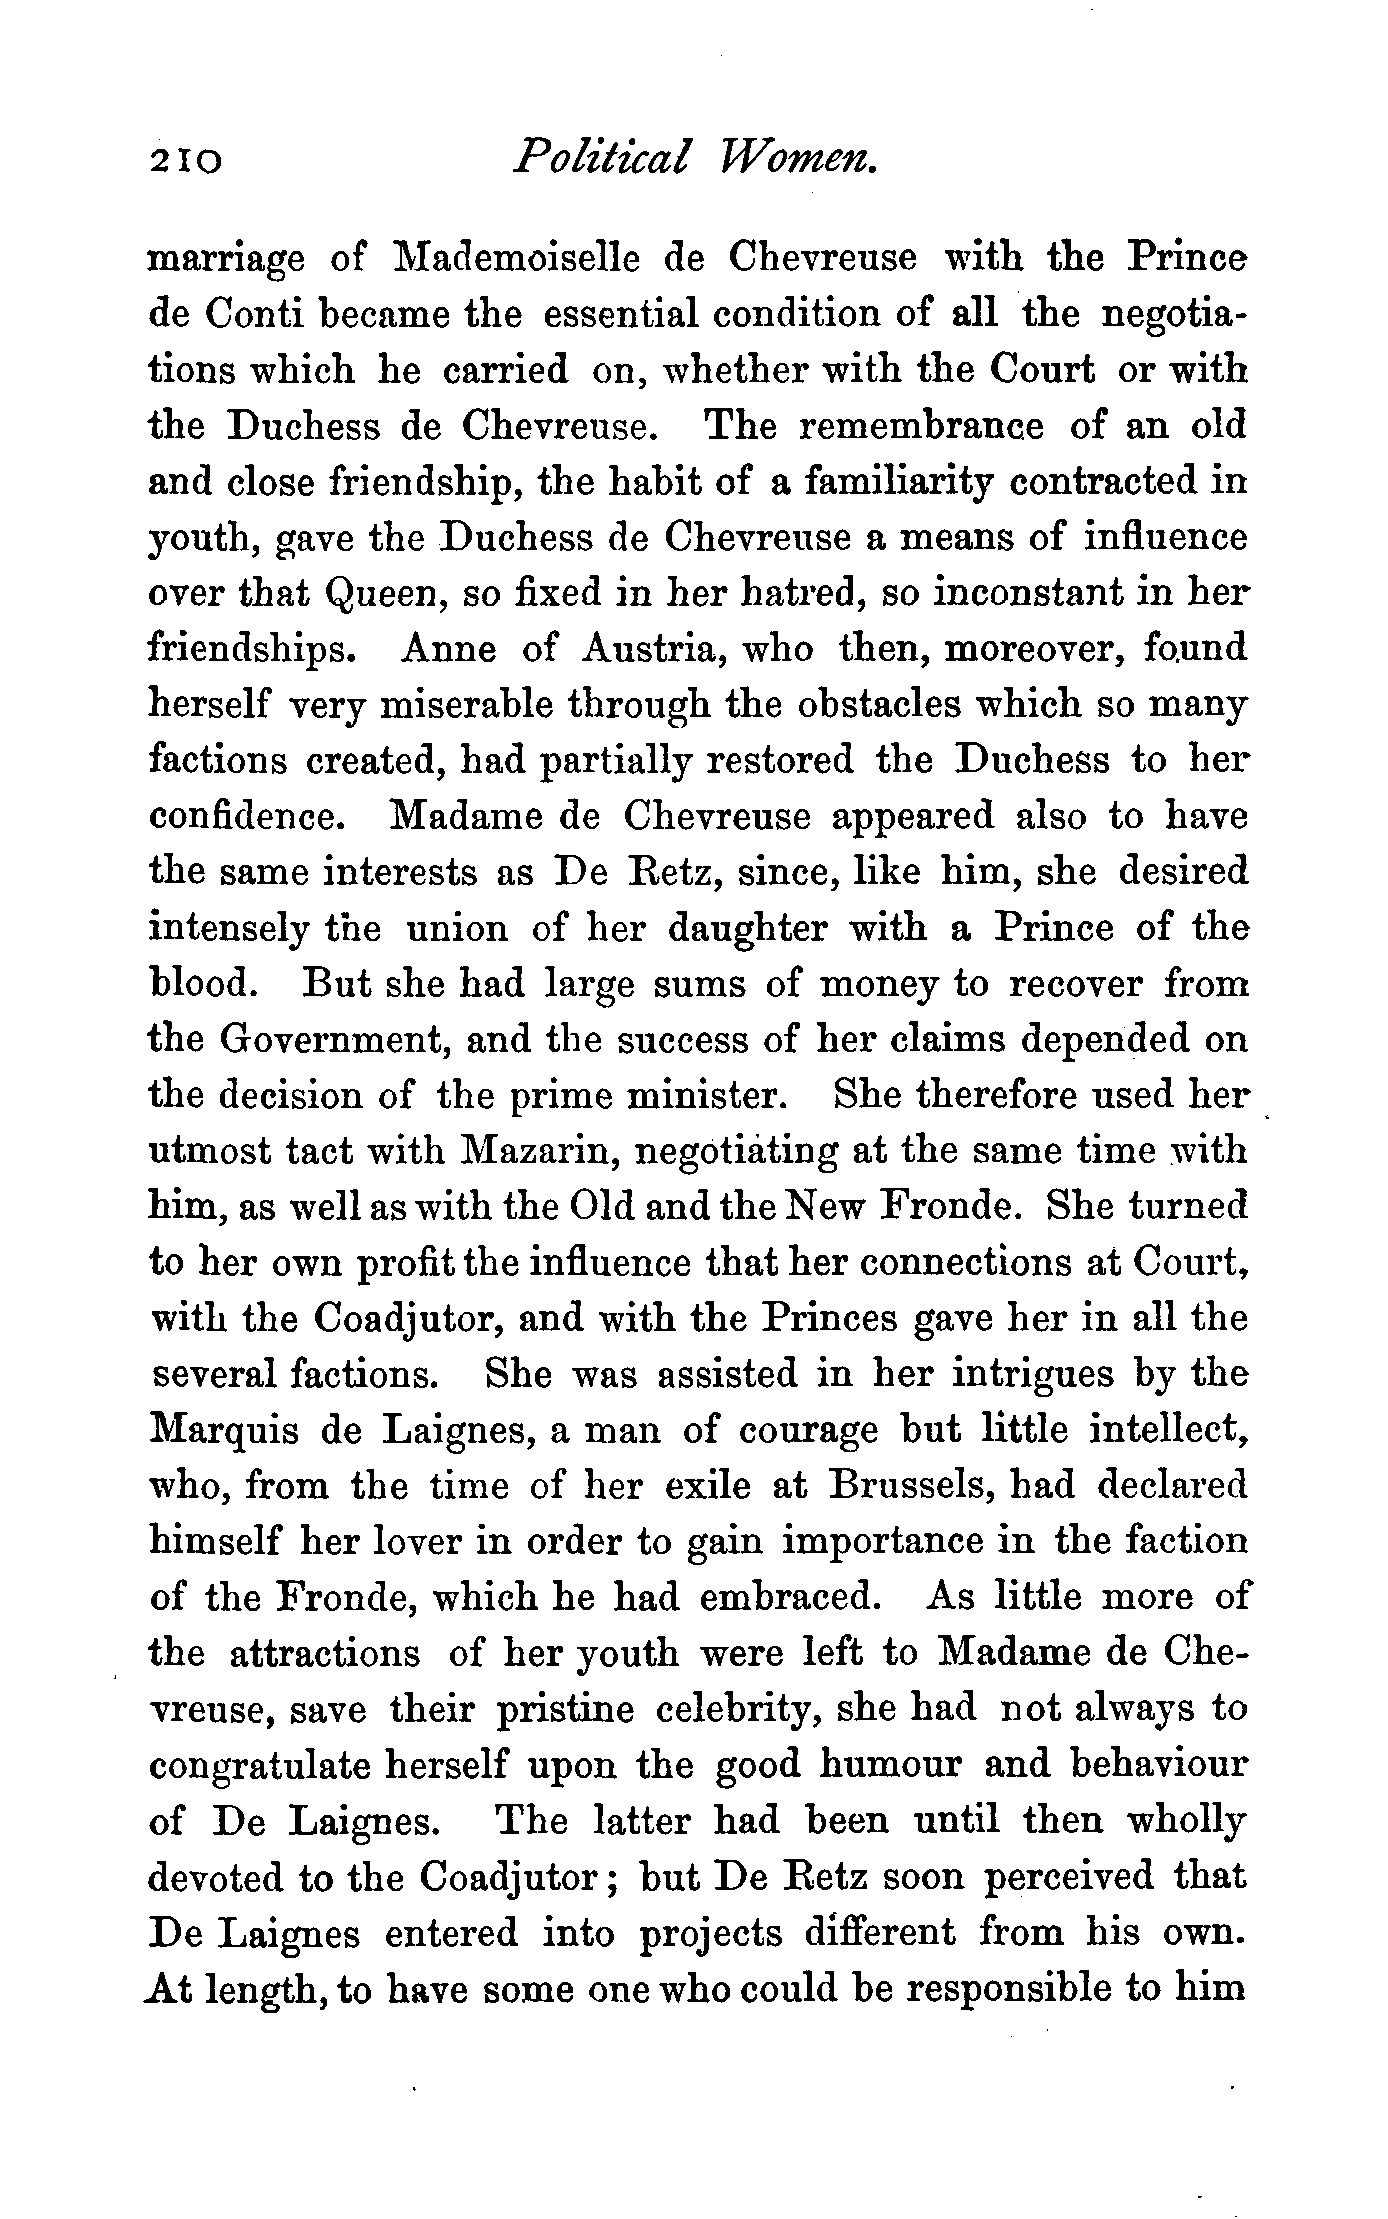 210 Political Women.
marriage of Mademoiselle de Chevreuse with the Prince
de Conti became the essential condition of all the negotia-
tions which he carried on, whether with the Court or with
the Duchess de Chevreuse. The remembrance of an old
and close friendship, the habit of a familiarity contracted in
youth, gave the Duchess de Chevreuse a means of influence
over that Queen, so fixed in her hatred, so inconstant in her
friendships. Anne of Austria, who then, moreover, found
herself very miserable through the obstacles which so many
factions created, had partially restored the Duchess to her
confidence. Madame de Chevreuse appeared also to have
the same interests as De Retz, since, like him, she desired
intensely the union of her daughter with a Prince of the
blood. But she had large sums of money to recover from
the Government, and the success of her claims depended on
the decision of the prime minister. She therefore used her
utmost tact with Mazarin, negotiating at the same time with
him, as well as with the Old and the New Fronde. She turned
to her own profit the influence that her connections at Court,
with the Coadjutor, and with the Princes gave her in all the
several factions. She was assisted in her intrigues by the
Marquis de Laignes, a man of courage but little intellect,
who, from the time of her exile at Brussels, had declared
himself her lover in order to gain importance in the faction
of the Fronde, which he had embraced. As little more of
the attractions of her youth were left to Madame de Che-
vreuse, save their pristine celebrity, she had not always to
congratulate herself upon the good humour and behaviour
of De Laignes. The latter had been until then wholly
devoted to the Coadjutor; but De Retz soon perceived that
De Laignes entered into projects different from his own.
At length, to have some one who could be responsible to him